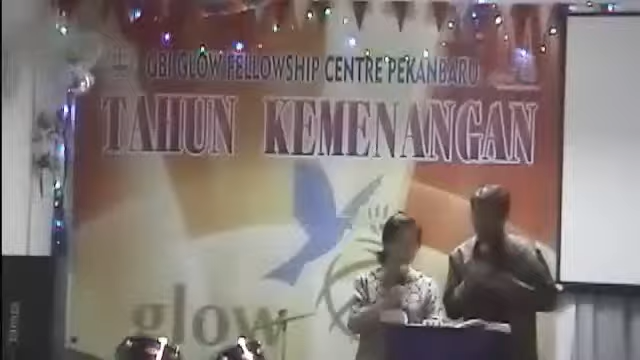 GBI GLOW FELLOWSHIP CENTRE PEKANBARU
TAHUN KEMENANGAN
glow